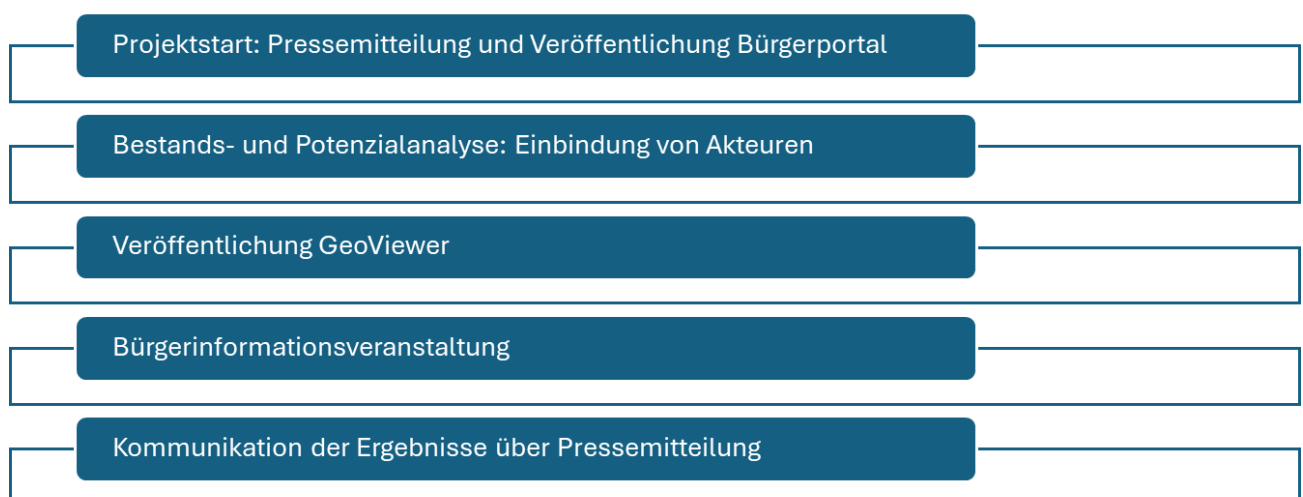 Projektstart: Pressemitteilung und Veröffentlichung Bürgerportal
Bestands- und Potenzialanalyse: Einbindung von Akteuren
Veröffentlichung GeoViewer
Bürgerinformationsveranstaltung
Kommunikation der Ergebnisse über Pressemitteilung